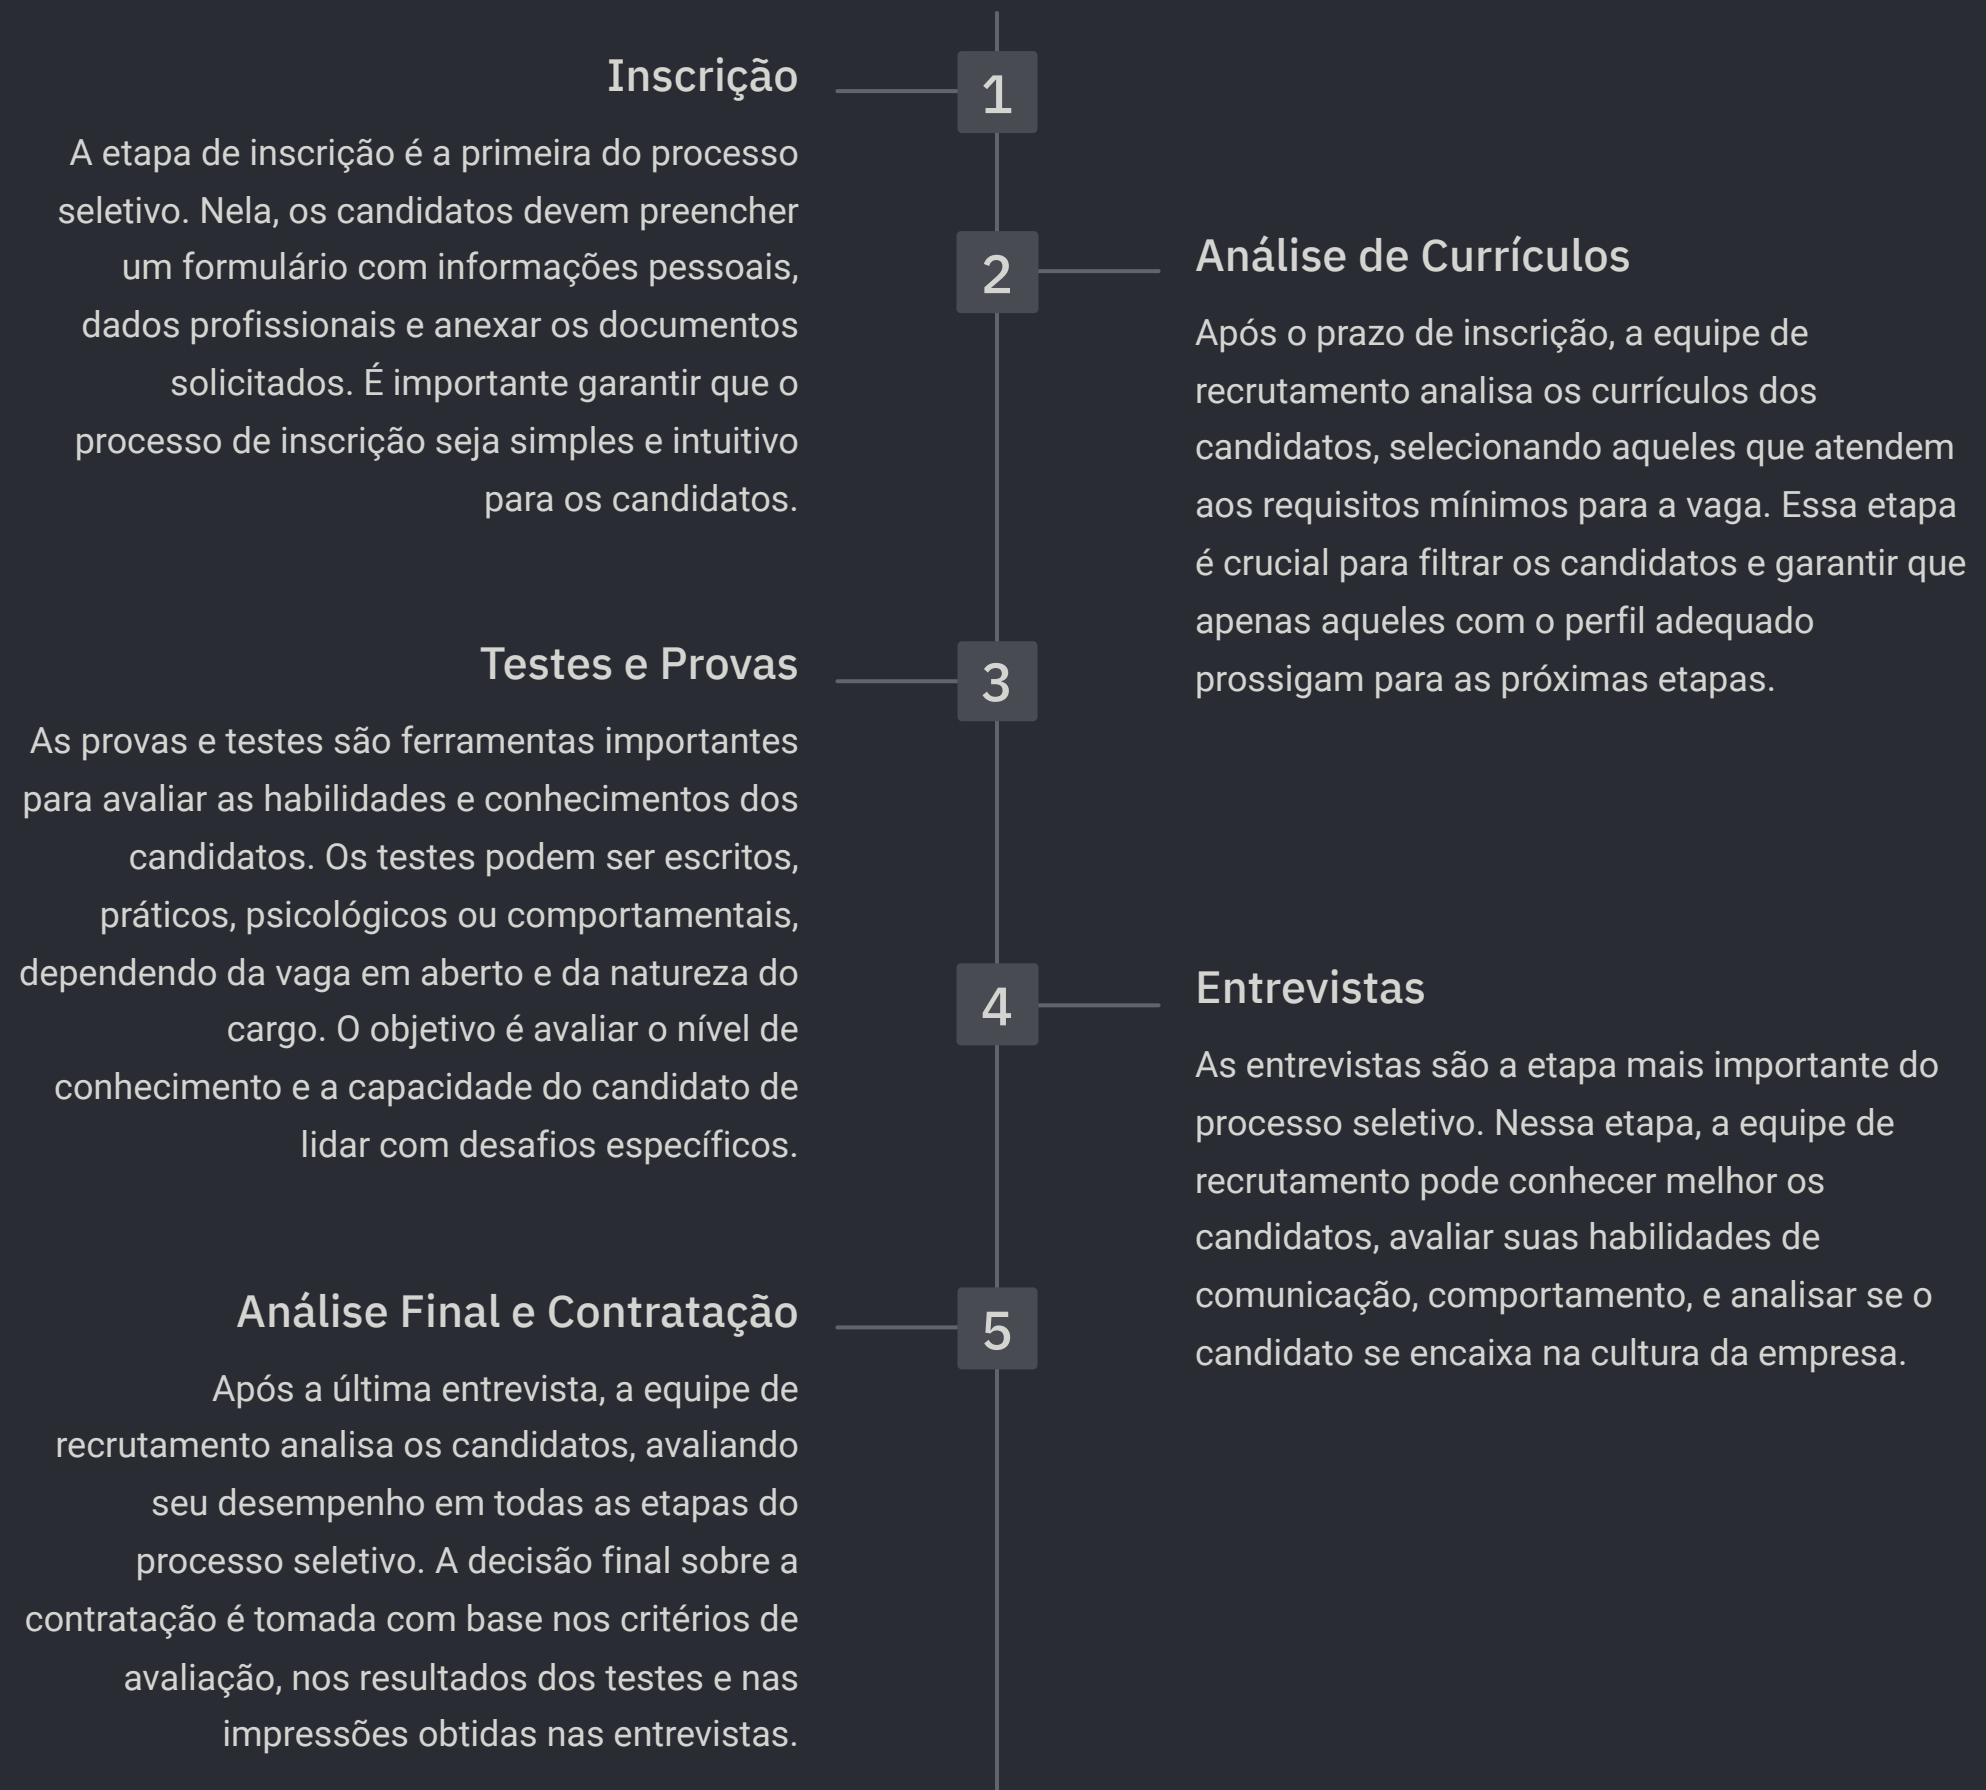 Inscrição
1
A etapa de inscrição é a primeira do processo
seletivo. Nela, os candidatos devem preencher
um formulário com informações pessoais,
dados profissionais e anexar os documentos
solicitados. É importante garantir que o
processo de inscrição seja simples e intuitivo
para os candidatos.
2
Análise de Currículos
Após o prazo de inscrição, a equipe de
recrutamento analisa os currículos dos
candidatos, selecionando aqueles que atendem
aos requisitos mínimos para a vaga. Essa etapa
é crucial para filtrar os candidatos e garantir que
apenas aqueles com o perfil adequado
prossigam para as próximas etapas.
Testes e Provas
3
As provas e testes são ferramentas importantes
para avaliar as habilidades e conhecimentos dos
candidatos. Os testes podem ser escritos,
práticos, psicológicos ou comportamentais,
dependendo da vaga em aberto e da natureza do
cargo. O objetivo é avaliar o nível de
conhecimento e a capacidade do candidato de
lidar com desafios específicos.
4
Entrevistas
As entrevistas são a etapa mais importante do
processo seletivo. Nessa etapa, a equipe de
recrutamento pode conhecer melhor os
candidatos, avaliar suas habilidades de
comunicação, comportamento, e analisar se o
candidato se encaixa na cultura da empresa.
Análise Final e Contratação
5
Após a última entrevista, a equipe de
recrutamento analisa os candidatos, avaliando
seu desempenho em todas as etapas do
processo seletivo. A decisão final sobre a
contratação é tomada com base nos critérios de
avaliação, nos resultados dos testes e nas
impressões obtidas nas entrevistas.